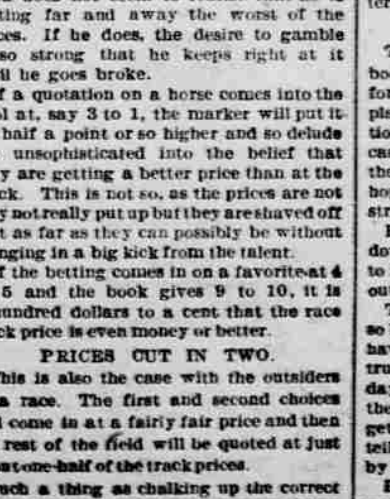 ting far and away the worst of the
ces. If he does, the desire to gamble
so strong that he keeps right at it
il he goes broke.
f a quotation on a horse comes into the
ol at, say 3 to 1, the marker will put it
half a point or so higher and so delude
unsophisticated into the belief that
y are getting a better price than at the
ck. This is not so, as the prices are not
y not really put up but they are shaved off
t as far as they can possibly be without
nging in a big kick from the talent.
f the betting comes in on a favorite at 4
5 and the book gives 9 to 10, it is
undred dollars to a cent that the race
ck price is even money or better.
PRICES CUT IN TWO.
his is also the case with the outsiders
a race. The first and second choices
l come in at a fairly fair price and then
rest of the field will be quoted at just
ut one-half of the track prices.
uch a thing as chalking up the correct